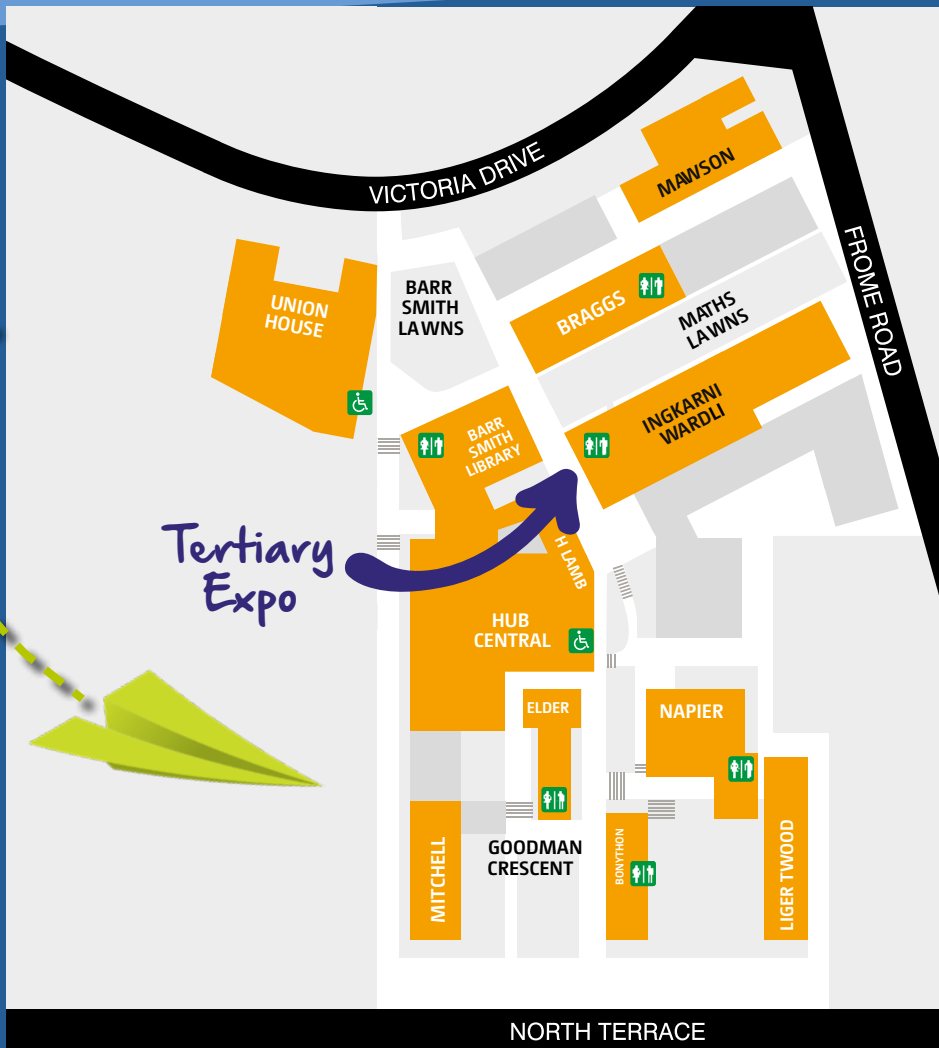 VICTORIA DRIVE
MAWSON
FROME ROAD
UNION
HOUSE
BARR
SMITH
LAWNS
BRAGGS
MATHS
LAWNS
INGKARNI
WARDLI
BARR
SMITH
LIBRARY
Tertiary
Expo
H LAMB
HUB
CENTRAL
ELDER
NAPIER
MITCHELL
GOODMAN
CRESCENT
BONYTHON
LIGER TWOOD
NORTH TERRACE